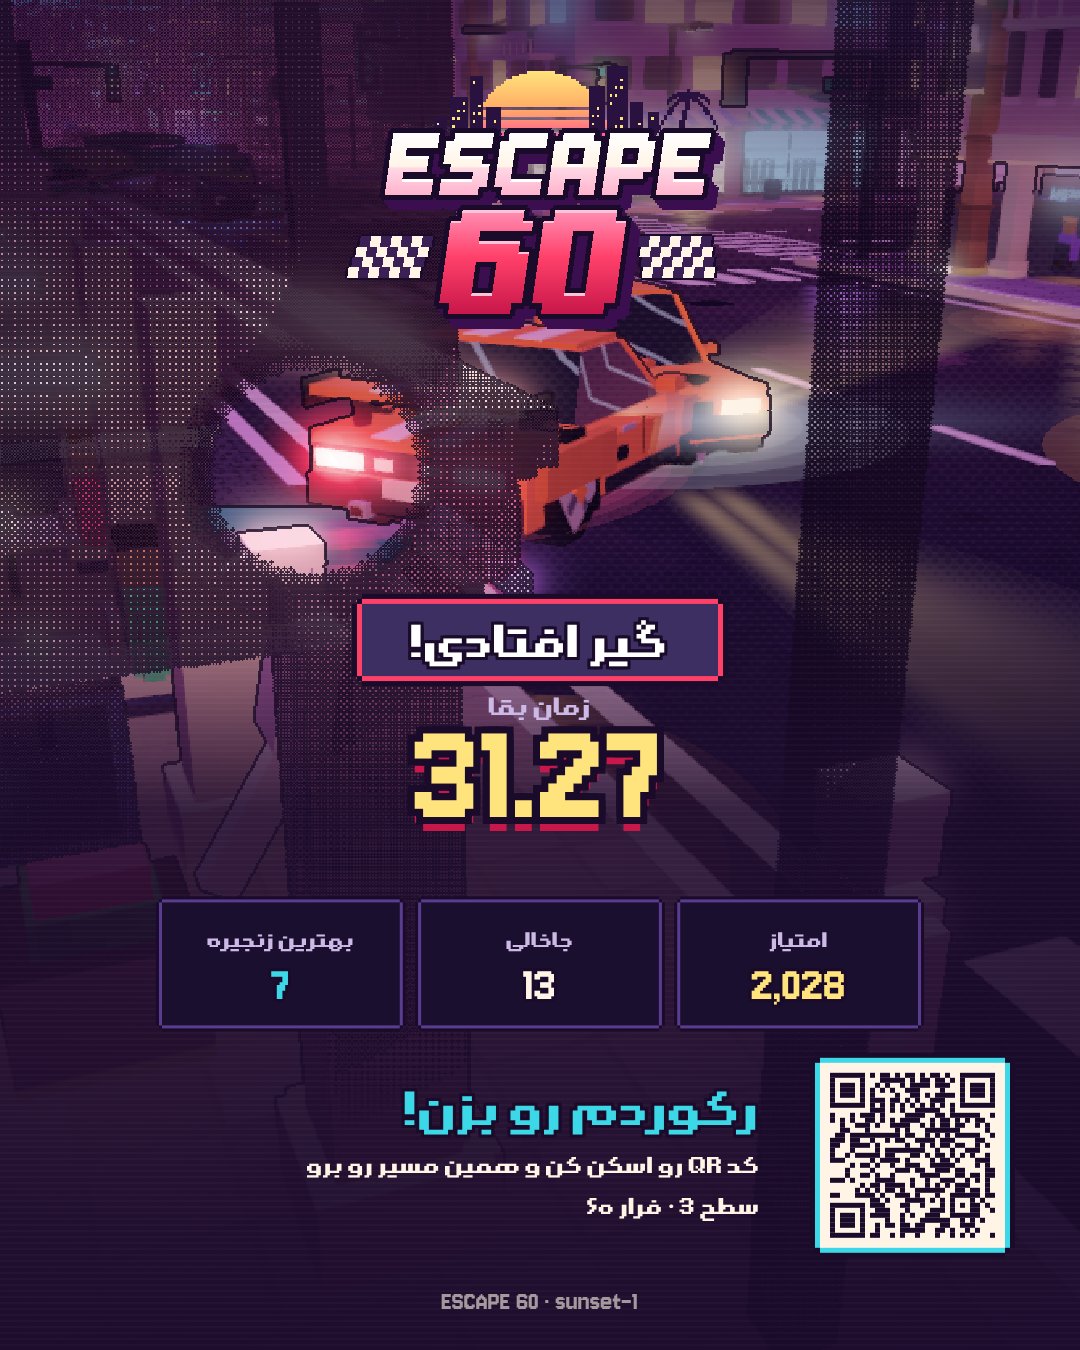 ESCAPE
60
گیر افتادی!
زمان بقا
31.27
امتیاز
2,028
جاخالی
13
بهترین زنجیره
7
رکوردم رو بزن!
کد QR رو اسکن کن و همین مسیر رو برو
سطح 3 · فرار ۶۰
ESCAPE 60 · sunset-1